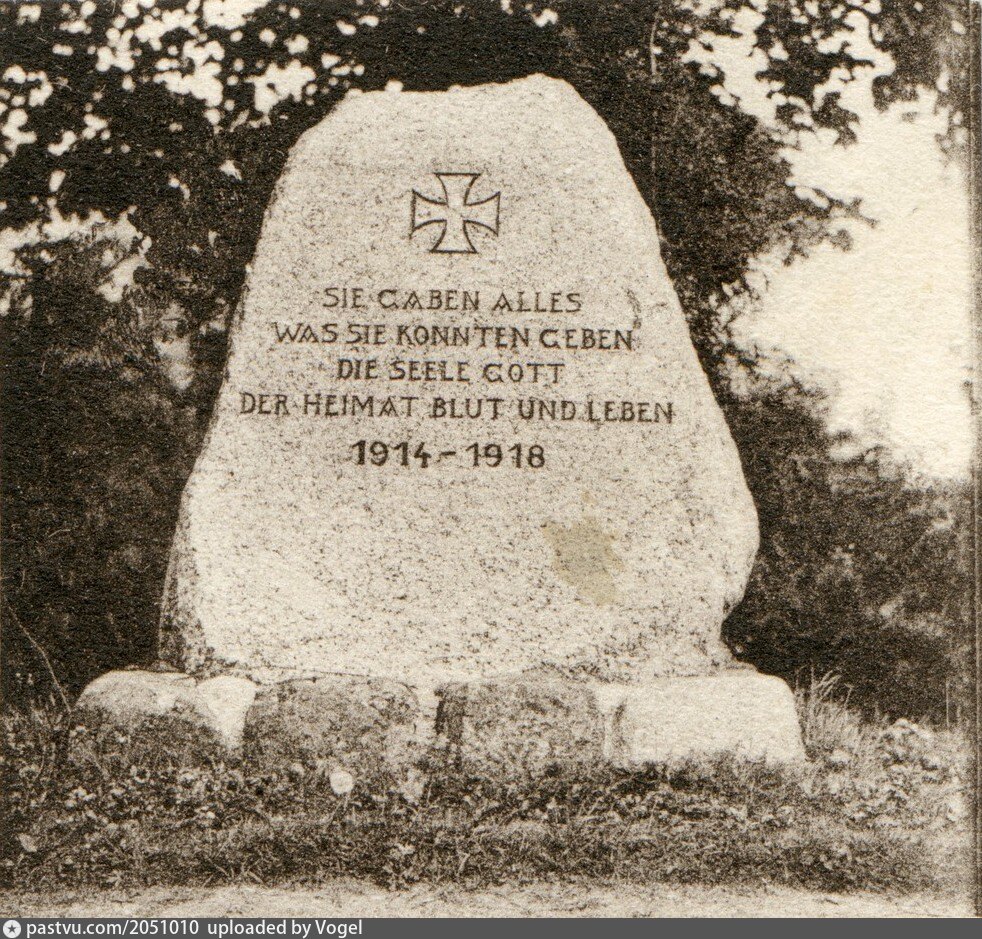 SIE GABEN ALLES
WAS SIE KONNTEN GEBEN
DIE SEELE GOTT
DER HEIMAT BLUT UND LEBEN
1914-1918
pastvu.com/2051010 uploaded by Vogel